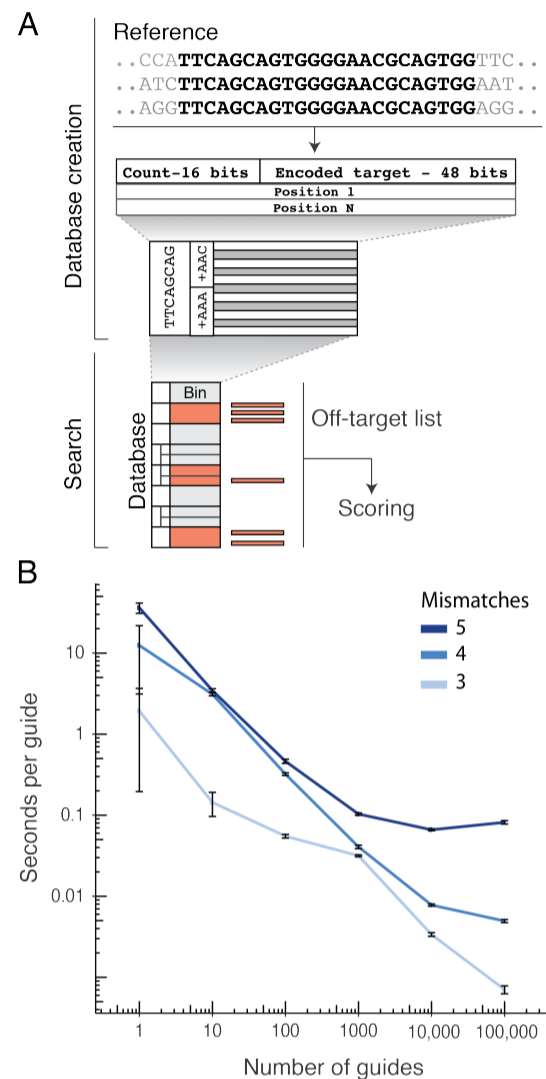 A
Database creation
Reference
..CCATTCAGCAGTGGGGAACGCAGTGGTTC..
..ATCTTCAGCAGTGGGGAACGCAGTGGAAT..
..AGGTTCAGCAGTGGGGAACGCAGTGGAGG..
Count-16 bits
Encoded target - 48 bits
Position 1
Position N
TTCAGCAG
+AAC
+AAA
Search
Database
Bin
Off-target list
Scoring
B
Mismatches
5
4
3
Seconds per guide
10
1
0.1
0.01
1 10 100 1000 10,000 100,000
Number of guides